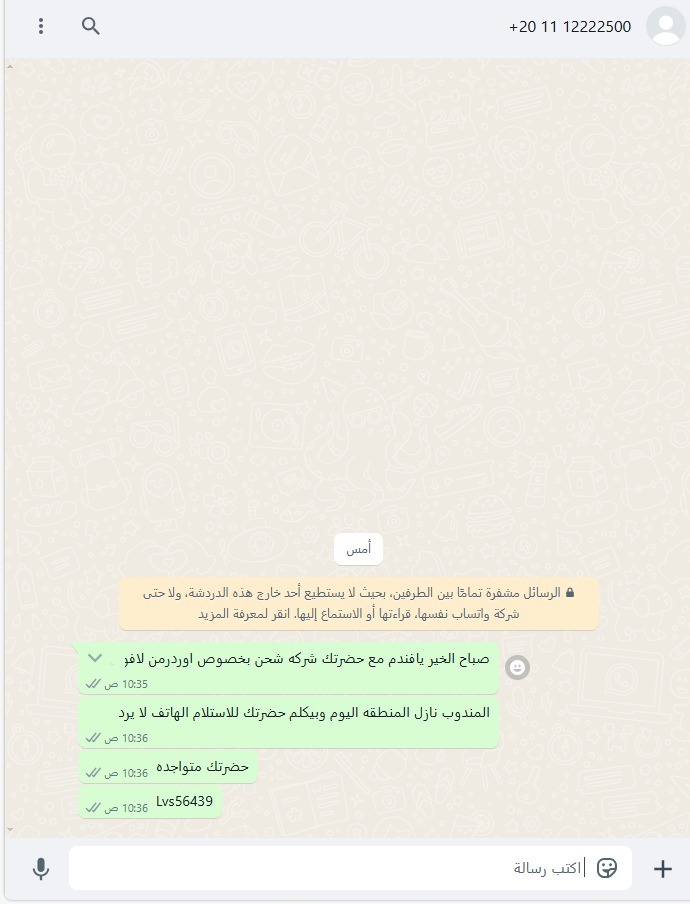 +20 11 12222500
أمس
الرسائل مشفرة تمامًا بين الطرفين، بحيث لا يستطيع أحد خارج هذه الدردشة، ولا حتى
شركة واتساب نفسها، قراءتها أو الاستماع إليها. انقر لمعرفة المزيد
صباح الخير يافندم مع حضرتك شركه شحن بخصوص اوردرمن لافو
10:35 ص
المندوب نازل المنطقه اليوم وبيكلم حضرتك للاستلام الهاتف لا يرد
10:36 ص
حضرتك متواجده
10:36 ص
Lvs56439
10:36 ص
اكتب رسالة